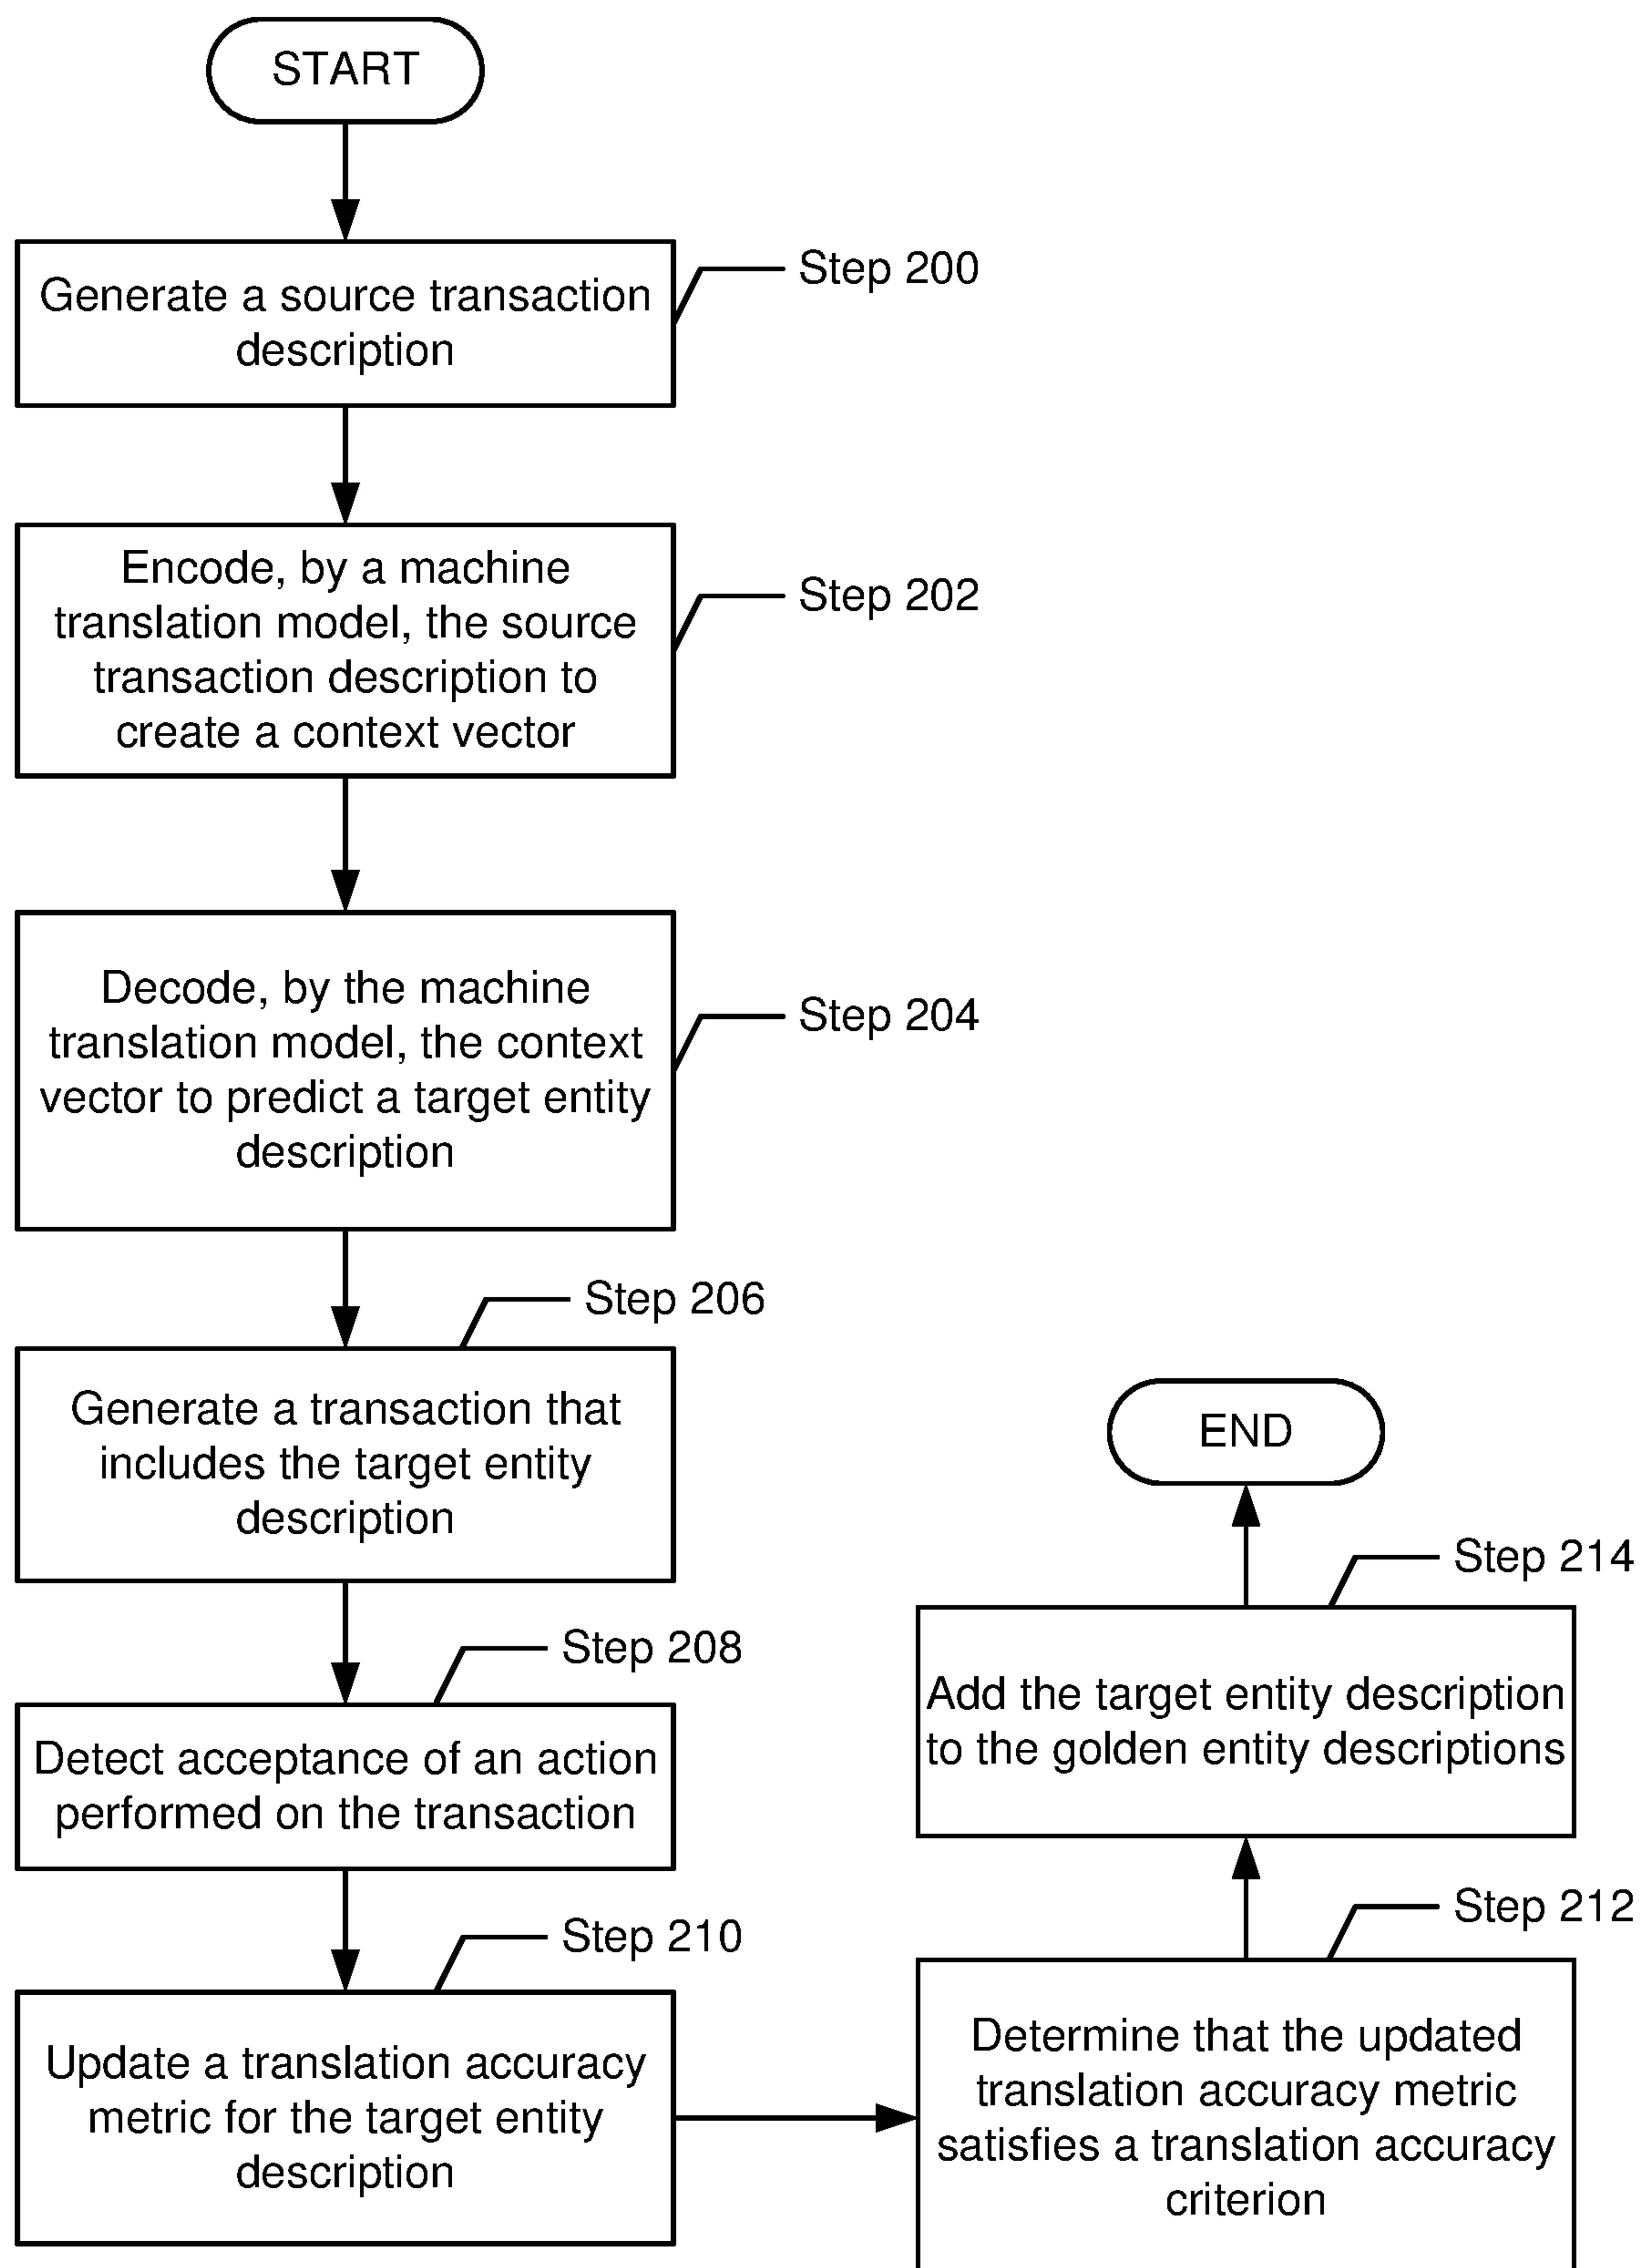 START
Generate a source transaction
description
Step 200
Encode, by a machine
translation model, the source
transaction description to
create a context vector
Step 202
Decode, by the machine
translation model, the context
vector to predict a target entity
description
Step 204
Step 206
Generate a transaction that
includes the target entity
description
Step 208
Detect acceptance of an action
performed on the transaction
Step 210
Update a translation accuracy
metric for the target entity
description
Step 212
Determine that the updated
translation accuracy metric
satisfies a translation accuracy
criterion
Step 214
Add the target entity description
to the golden entity descriptions
END